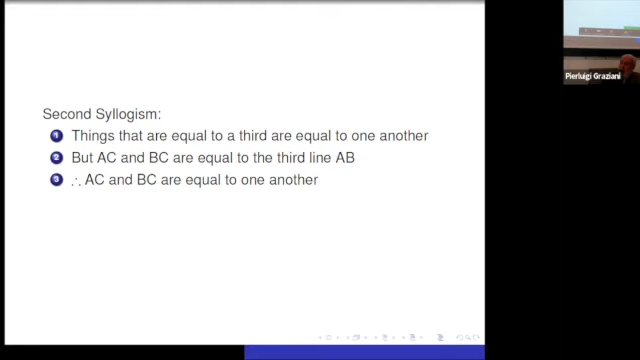 Second Syllogism:
1 Things that are equal to a third are equal to one another
2 But AC and BC are equal to the third line AB
3 ∴ AC and BC are equal to one another
Pierluigi Graziani